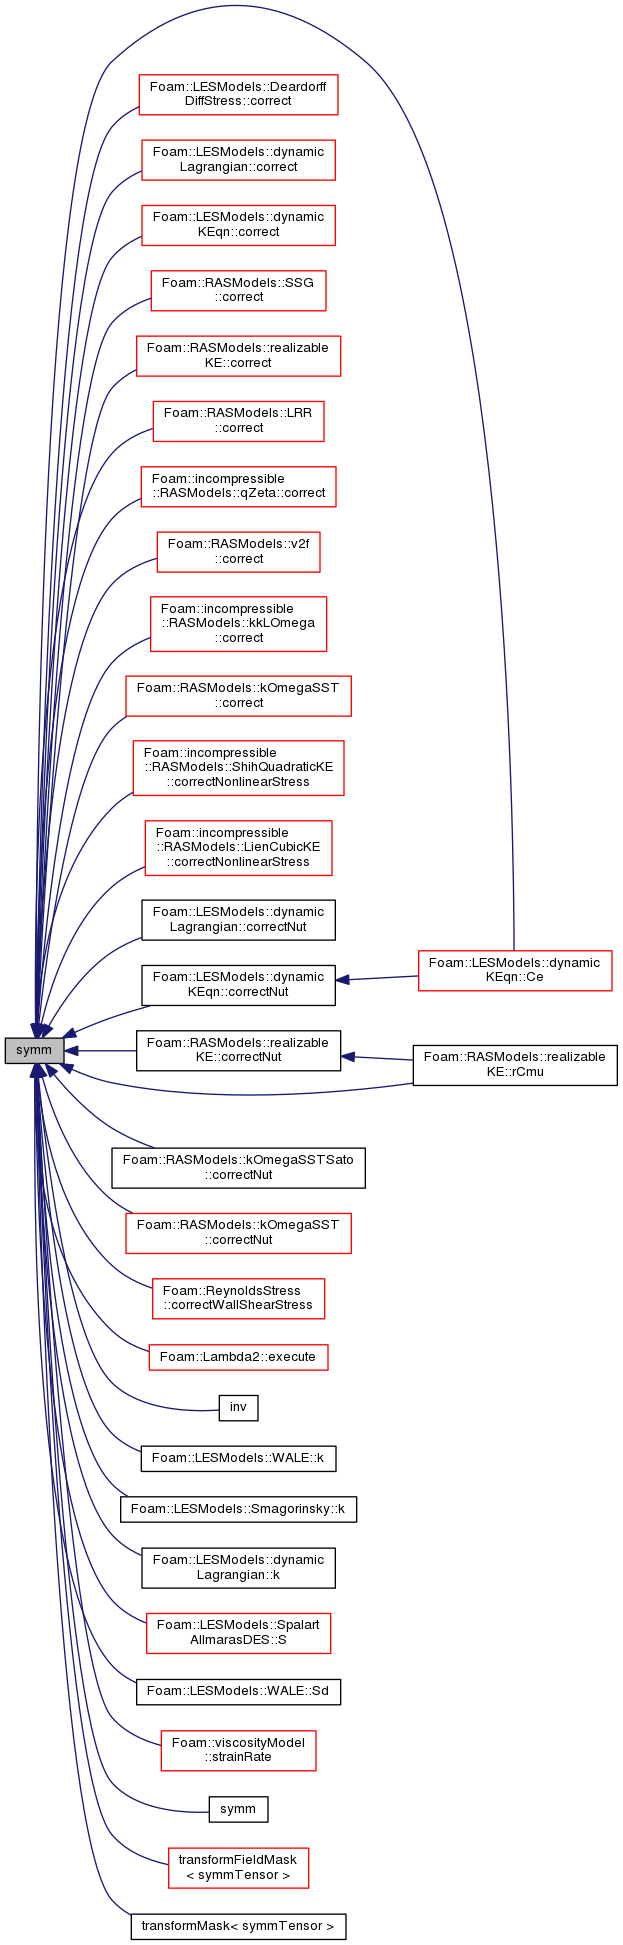 Foam::LESModels::Deardorff
DiffStress::correct
Foam::LESModels::dynamic
Lagrangian::correct
Foam::LESModels::dynamic
KEqn::correct
Foam::RASModels::SSG
::correct
Foam::RASModels::realizable
KE::correct
Foam::RASModels::LRR
::correct
Foam::incompressible
::RASModels::qZeta::correct
Foam::RASModels::v2f
::correct
Foam::incompressible
::RASModels::kkLOmega
::correct
Foam::RASModels::kOmegaSST
::correct
Foam::incompressible
::RASModels::ShihQuadraticKE
::correctNonlinearStress
Foam::incompressible
::RASModels::LienCubicKE
::correctNonlinearStress
Foam::LESModels::dynamic
Lagrangian::correctNut
Foam::LESModels::dynamic
KEqn::correctNut
Foam::LESModels::dynamic
KEqn::Ce
symm
Foam::RASModels::realizable
KE::correctNut
Foam::RASModels::realizable
KE::rCmu
Foam::RASModels::kOmegaSSTSato
::correctNut
Foam::RASModels::kOmegaSST
::correctNut
Foam::ReynoldsStress
::correctWallShearStress
Foam::Lambda2::execute
inv
Foam::LESModels::WALE::k
Foam::LESModels::Smagorinsky::k
Foam::LESModels::dynamic
Lagrangian::k
Foam::LESModels::Spalart
AllmarasDES::S
Foam::LESModels::WALE::Sd
Foam::viscosityModel
::strainRate
symm
transformFieldMask
< symmTensor >
transformMask< symmTensor >